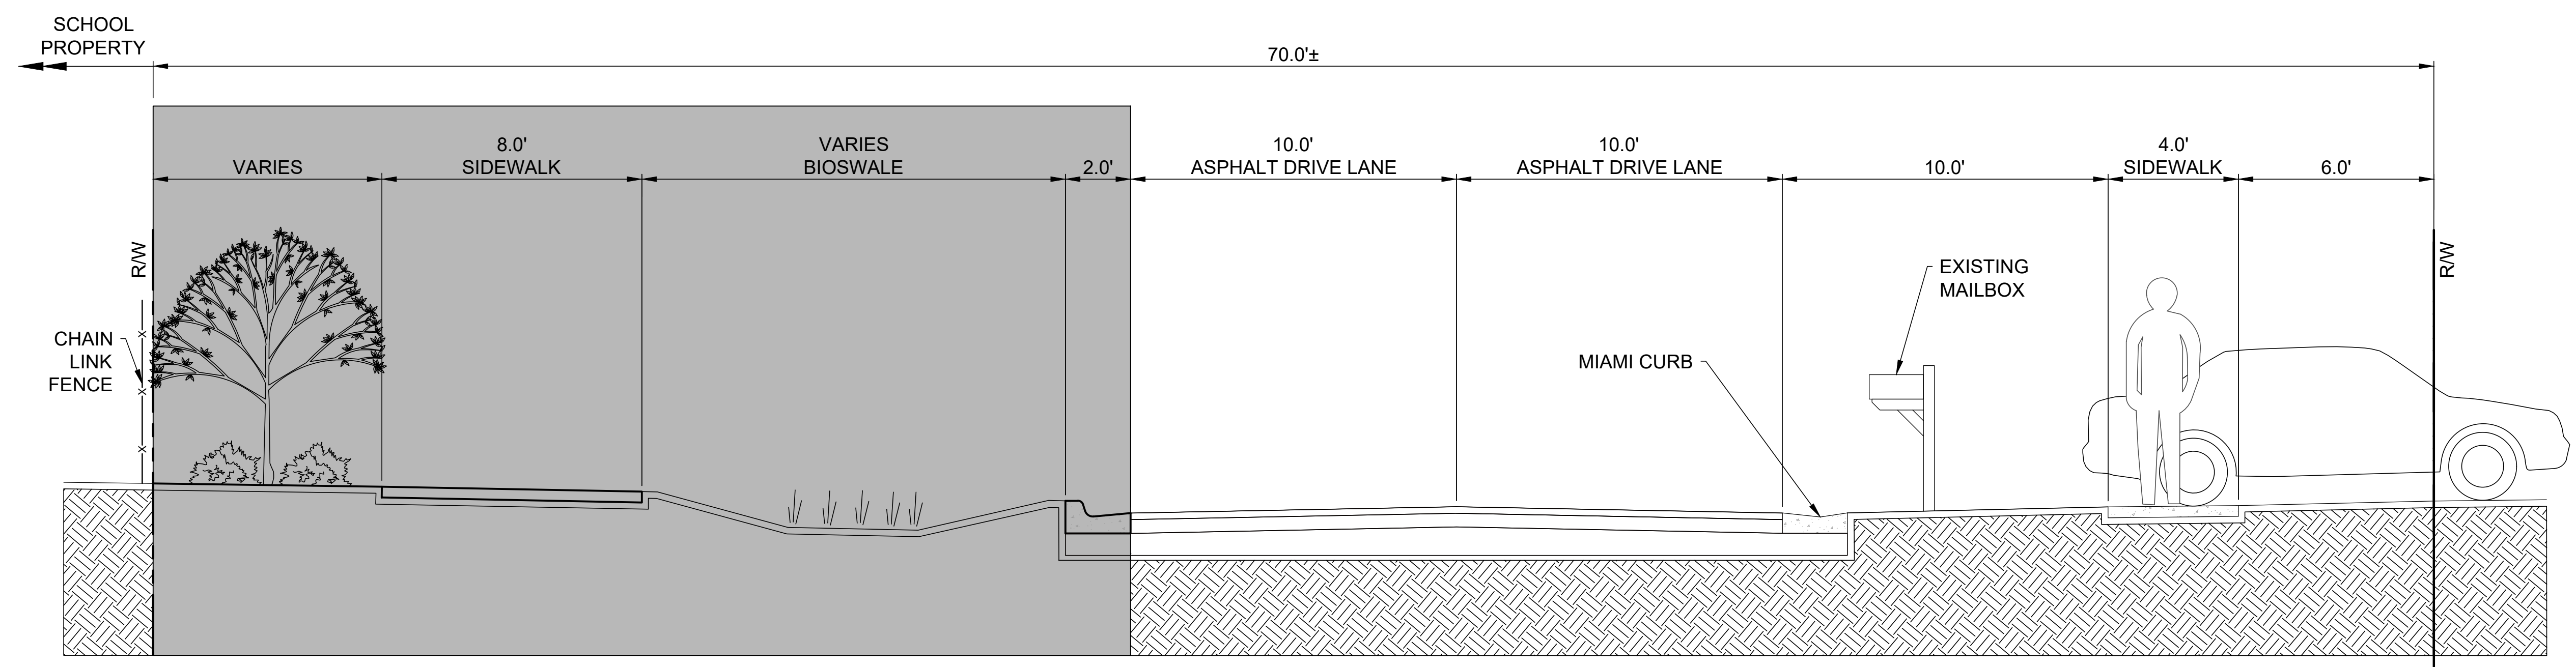 SCHOOL
PROPERTY
70.0'±
VARIES
8.0'
SIDEWALK
VARIES
BIOSWALE
2.0'
10.0'
ASPHALT DRIVE LANE
10.0'
ASPHALT DRIVE LANE
10.0'
4.0'
SIDEWALK
6.0'
R/W
CHAIN
LINK
FENCE
x
x
x
MIAMI CURB
EXISTING
MAILBOX
R/W